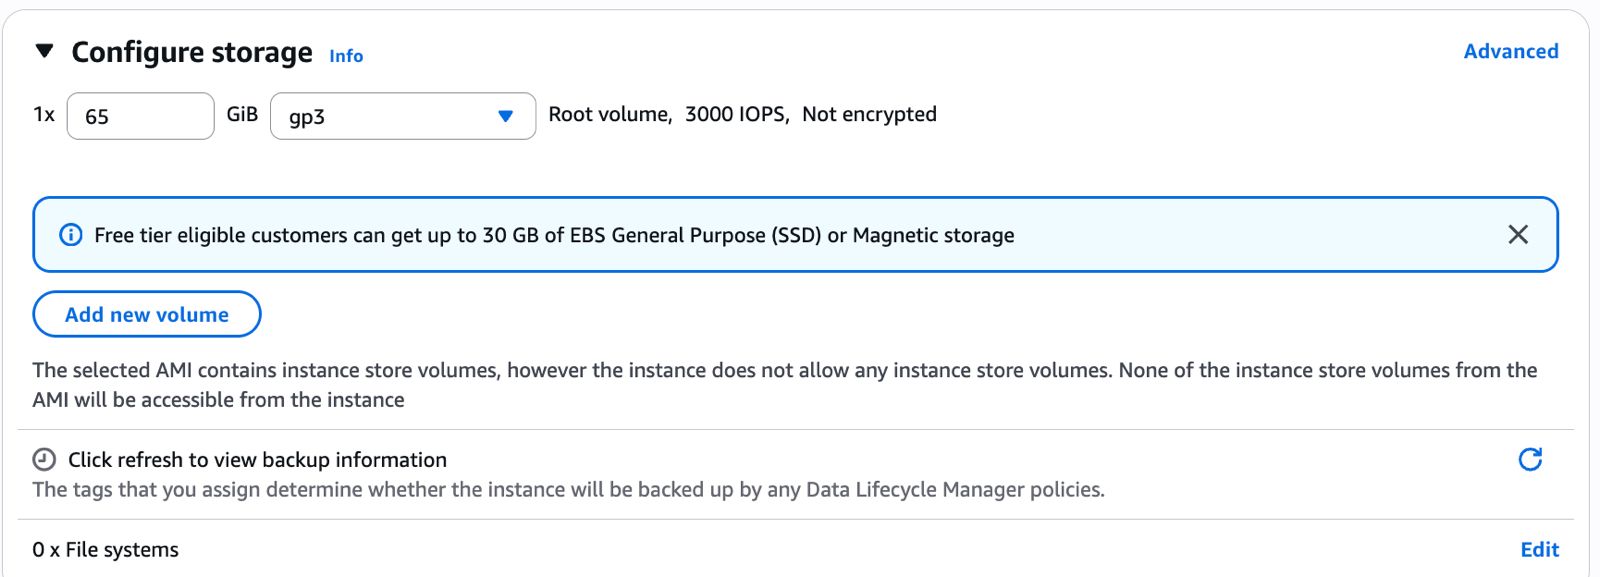 Configure storage Info Advanced
1x 65 GiB gp3 Root volume, 3000 IOPS, Not encrypted
Free tier eligible customers can get up to 30 GB of EBS General Purpose (SSD) or Magnetic storage
Add new volume
The selected AMI contains instance store volumes, however the instance does not allow any instance store volumes. None of the instance store volumes from the
AMI will be accessible from the instance
Click refresh to view backup information
The tags that you assign determine whether the instance will be backed up by any Data Lifecycle Manager policies.
0 x File systems Edit